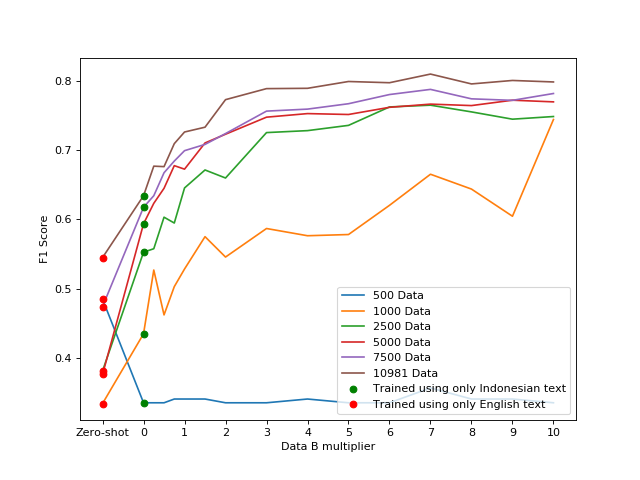 0.8
0.7
0.6
0.5
0.4
F1 Score
500 Data
1000 Data
2500 Data
5000 Data
7500 Data
10981 Data
Trained using only Indonesian text
Trained using only English text
Zero-shot 0 1 2 3 4 5 6 7 8 9 10
Data B multiplier